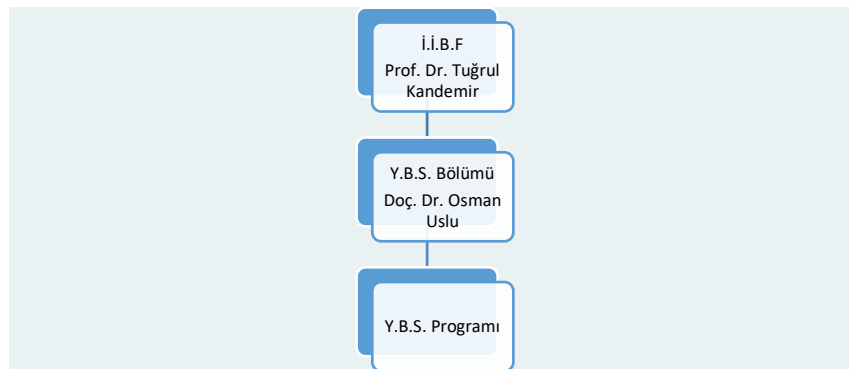 İ.İ.B.F
Prof. Dr. Tuğrul
Kandemir
Y.B.S. Bölümü
Doç. Dr. Osman
Uslu
Y.B.S. Programı